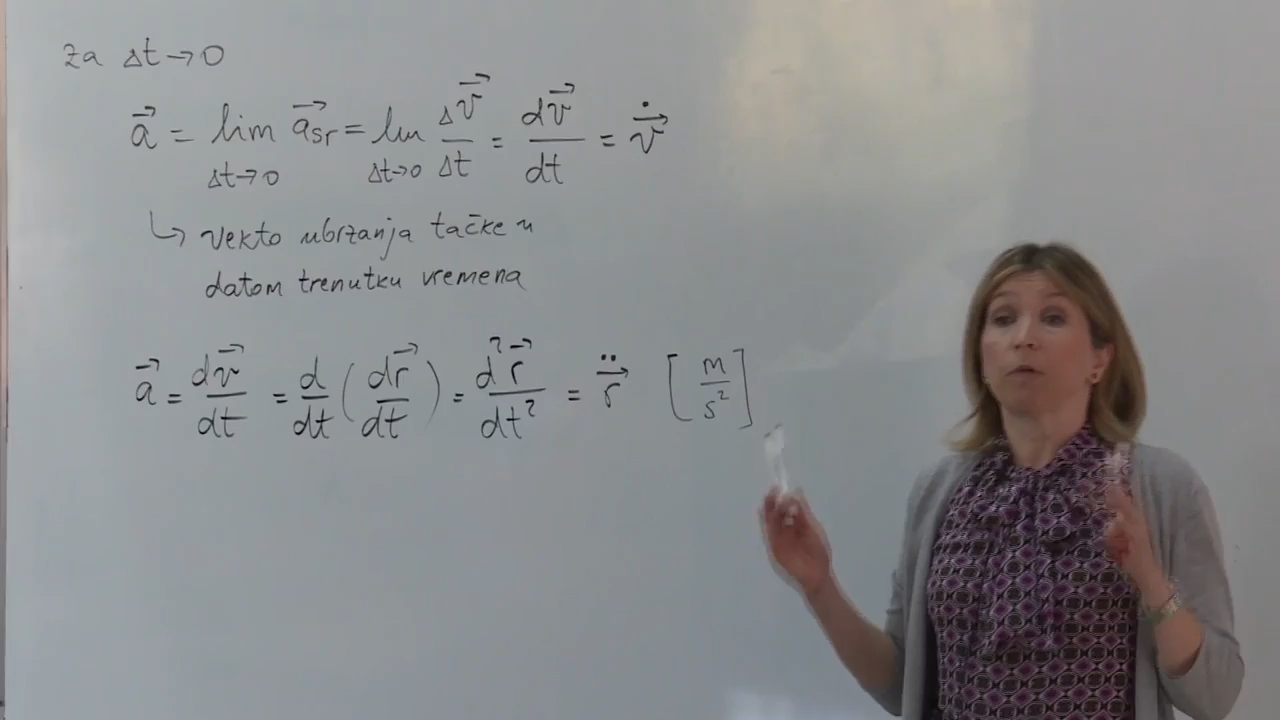 za Δt→0
a⃗ = lim Δt→0 a⃗sr = lim Δt→0 Δv⃗/Δt = dv⃗/dt = v⃗̇
↳ vekto ubrzanja tačke u
datom trenutku vremena
a⃗ = dv⃗/dt = d/dt (dr⃗/dt) = d²r⃗/dt² = r⃗̈ [m/s²]